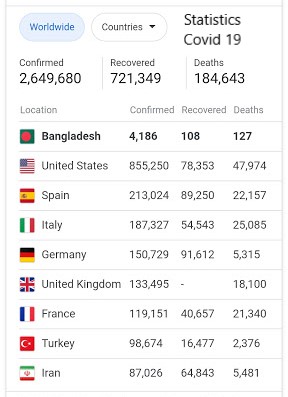 Worldwide Countries Statistics
Covid 19
Confirmed Recovered Deaths
2,649,680 721,349 184,643
Location Confirmed Recovered Deaths
Bangladesh 4,186 108 127
United States 855,250 78,353 47,974
Spain 213,024 89,250 22,157
Italy 187,327 54,543 25,085
Germany 150,729 91,612 5,315
United Kingdom 133,495 - 18,100
France 119,151 40,657 21,340
Turkey 98,674 16,477 2,376
Iran 87,026 64,843 5,481